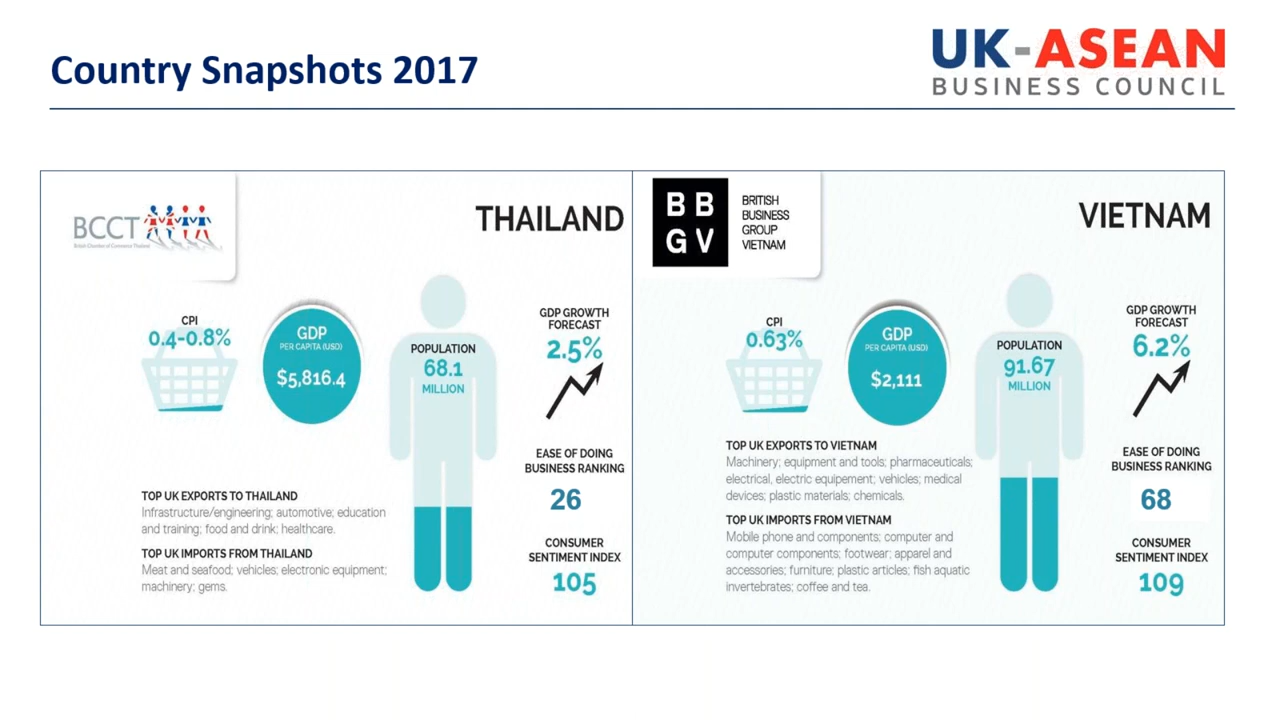 Country Snapshots 2017
UK-ASEAN
BUSINESS COUNCIL
BCCT
British Chamber of Commerce Thailand
THAILAND
CPI
0.4-0.8%
GDP
PER CAPITA (USD)
$5,816.4
POPULATION
68.1
MILLION
GDP GROWTH
FORECAST
2.5%
EASE OF DOING
BUSINESS RANKING
26
CONSUMER
SENTIMENT INDEX
105
TOP UK EXPORTS TO THAILAND
Infrastructure/engineering; automotive; education
and training; food and drink; healthcare.
TOP UK IMPORTS FROM THAILAND
Meat and seafood; vehicles; electronic equipment;
machinery; gems.
BB
GV
BRITISH
BUSINESS
GROUP
VIETNAM
VIETNAM
CPI
0.63%
GDP
PER CAPITA (USD)
$2,111
POPULATION
91.67
MILLION
GDP GROWTH
FORECAST
6.2%
EASE OF DOING
BUSINESS RANKING
68
CONSUMER
SENTIMENT INDEX
109
TOP UK EXPORTS TO VIETNAM
Machinery; equipment and tools; pharmaceuticals;
electrical, electric equipement; vehicles; medical
devices; plastic materials; chemicals.
TOP UK IMPORTS FROM VIETNAM
Mobile phone and components; computer and
computer components; footwear; apparel and
accessories; furniture; plastic articles; fish aquatic
invertebrates; coffee and tea.